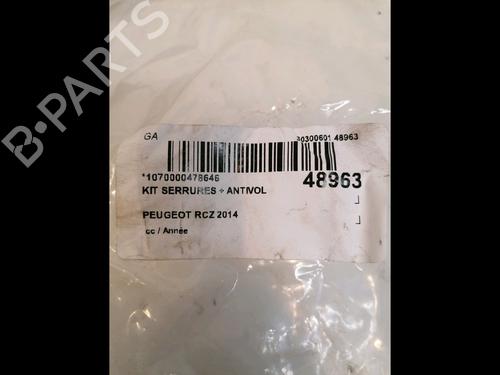 GA
30300601 48963
*1070000478646
48963
KIT SERRURES + ANTIVOL
PEUGEOT RCZ 2014
cc / Année
B-PARTS